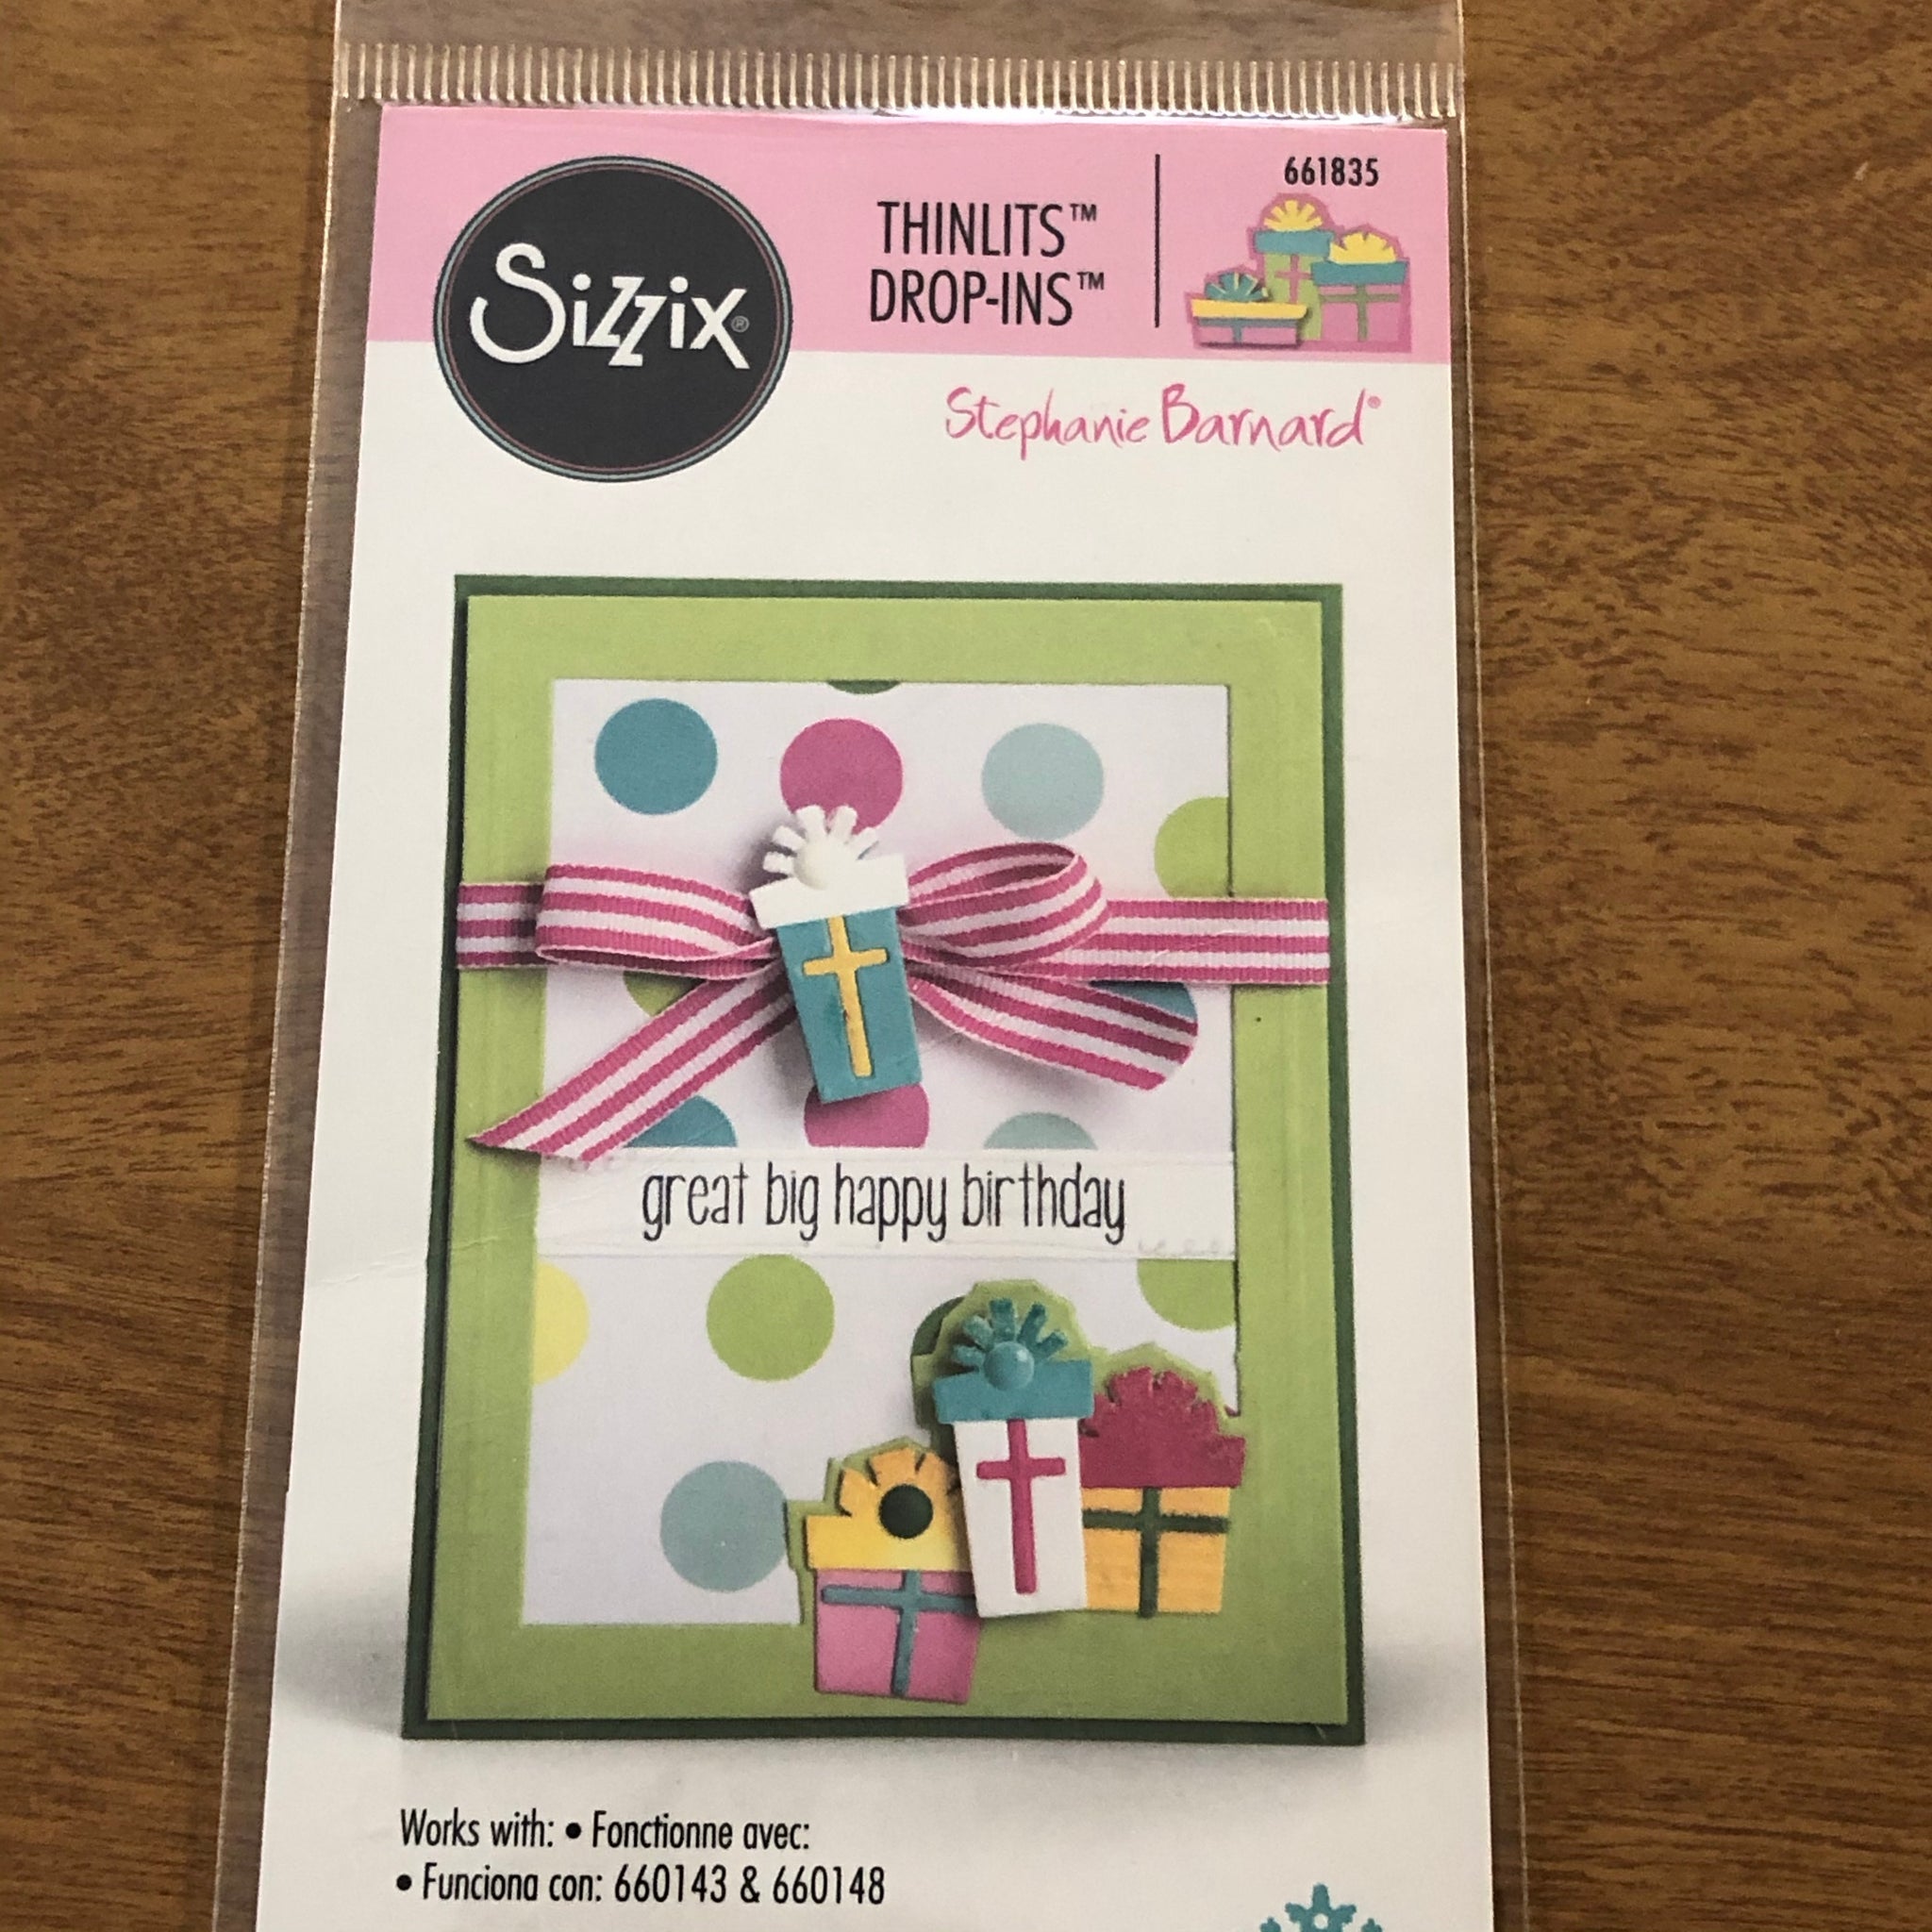 661835
Sizzix®
THINLITS™
DROP-INS™
Stephanie Barnard®
great big happy birthday
Works with: • Fonctionne avec:
• Funciona con: 660143 & 660148